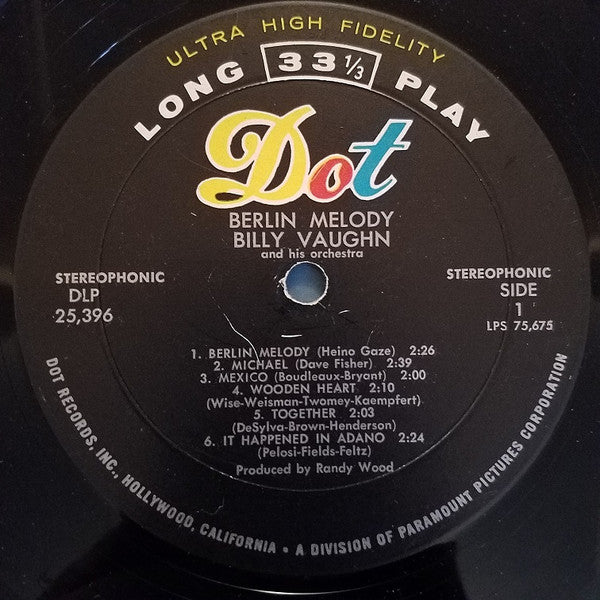 ULTRA HIGH FIDELITY
LONG 33 1/3 PLAY
Dot
BERLIN MELODY
BILLY VAUGHN
and his orchestra
STEREOPHONIC
DLP
25,396
STEREOPHONIC
SIDE
1
LPS 75,675
1. BERLIN MELODY (Heino Gaze) 2:26
2. MICHAEL (Dave Fisher) 2:39
3. MEXICO (Boudleaux-Bryant) 2:00
4. WOODEN HEART 2:10
(Wise-Weisman-Twomey-Kaempfert)
5. TOGETHER 2:03
(DeSylva-Brown-Henderson)
6. IT HAPPENED IN ADANO 2:24
(Pelosi-Fields-Feltz)
Produced by Randy Wood
DOT RECORDS, INC., HOLLYWOOD, CALIFORNIA • A DIVISION OF PARAMOUNT PICTURES CORPORATION